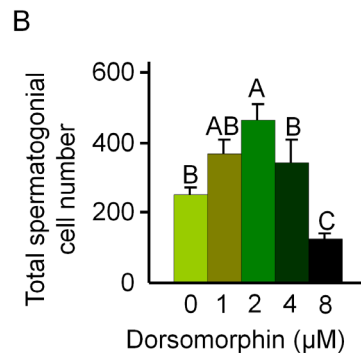 B
Total spermatogonial
cell number
600
400
200
0
B
AB
A
B
C
0 1 2 4 8
Dorsomorphin (µM)